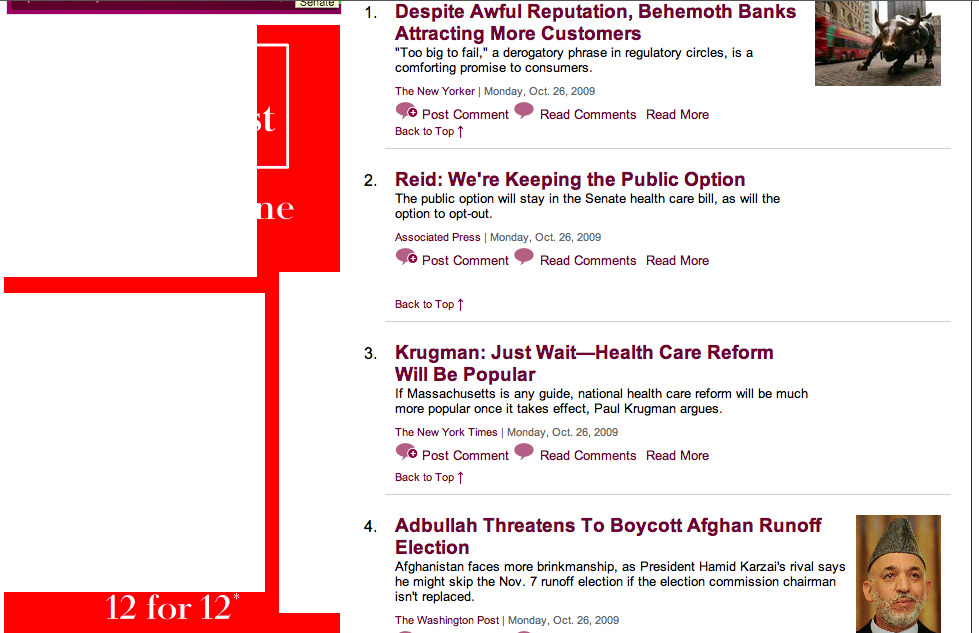 Senate
st
ne
12 for 12*
1. Despite Awful Reputation, Behemoth Banks
Attracting More Customers
"Too big to fail," a derogatory phrase in regulatory circles, is a
comforting promise to consumers.
The New Yorker | Monday, Oct. 26, 2009
Post Comment Read Comments Read More
Back to Top ↑
2. Reid: We're Keeping the Public Option
The public option will stay in the Senate health care bill, as will the
option to opt-out.
Associated Press | Monday, Oct. 26, 2009
Post Comment Read Comments Read More
Back to Top ↑
3. Krugman: Just Wait—Health Care Reform
Will Be Popular
If Massachusetts is any guide, national health care reform will be much
more popular once it takes effect, Paul Krugman argues.
The New York Times | Monday, Oct. 26, 2009
Post Comment Read Comments Read More
Back to Top ↑
4. Adbullah Threatens To Boycott Afghan Runoff
Election
Afghanistan faces more brinkmanship, as President Hamid Karzai's rival says
he might skip the Nov. 7 runoff election if the election commission chairman
isn't replaced.
The Washington Post | Monday, Oct. 26, 2009